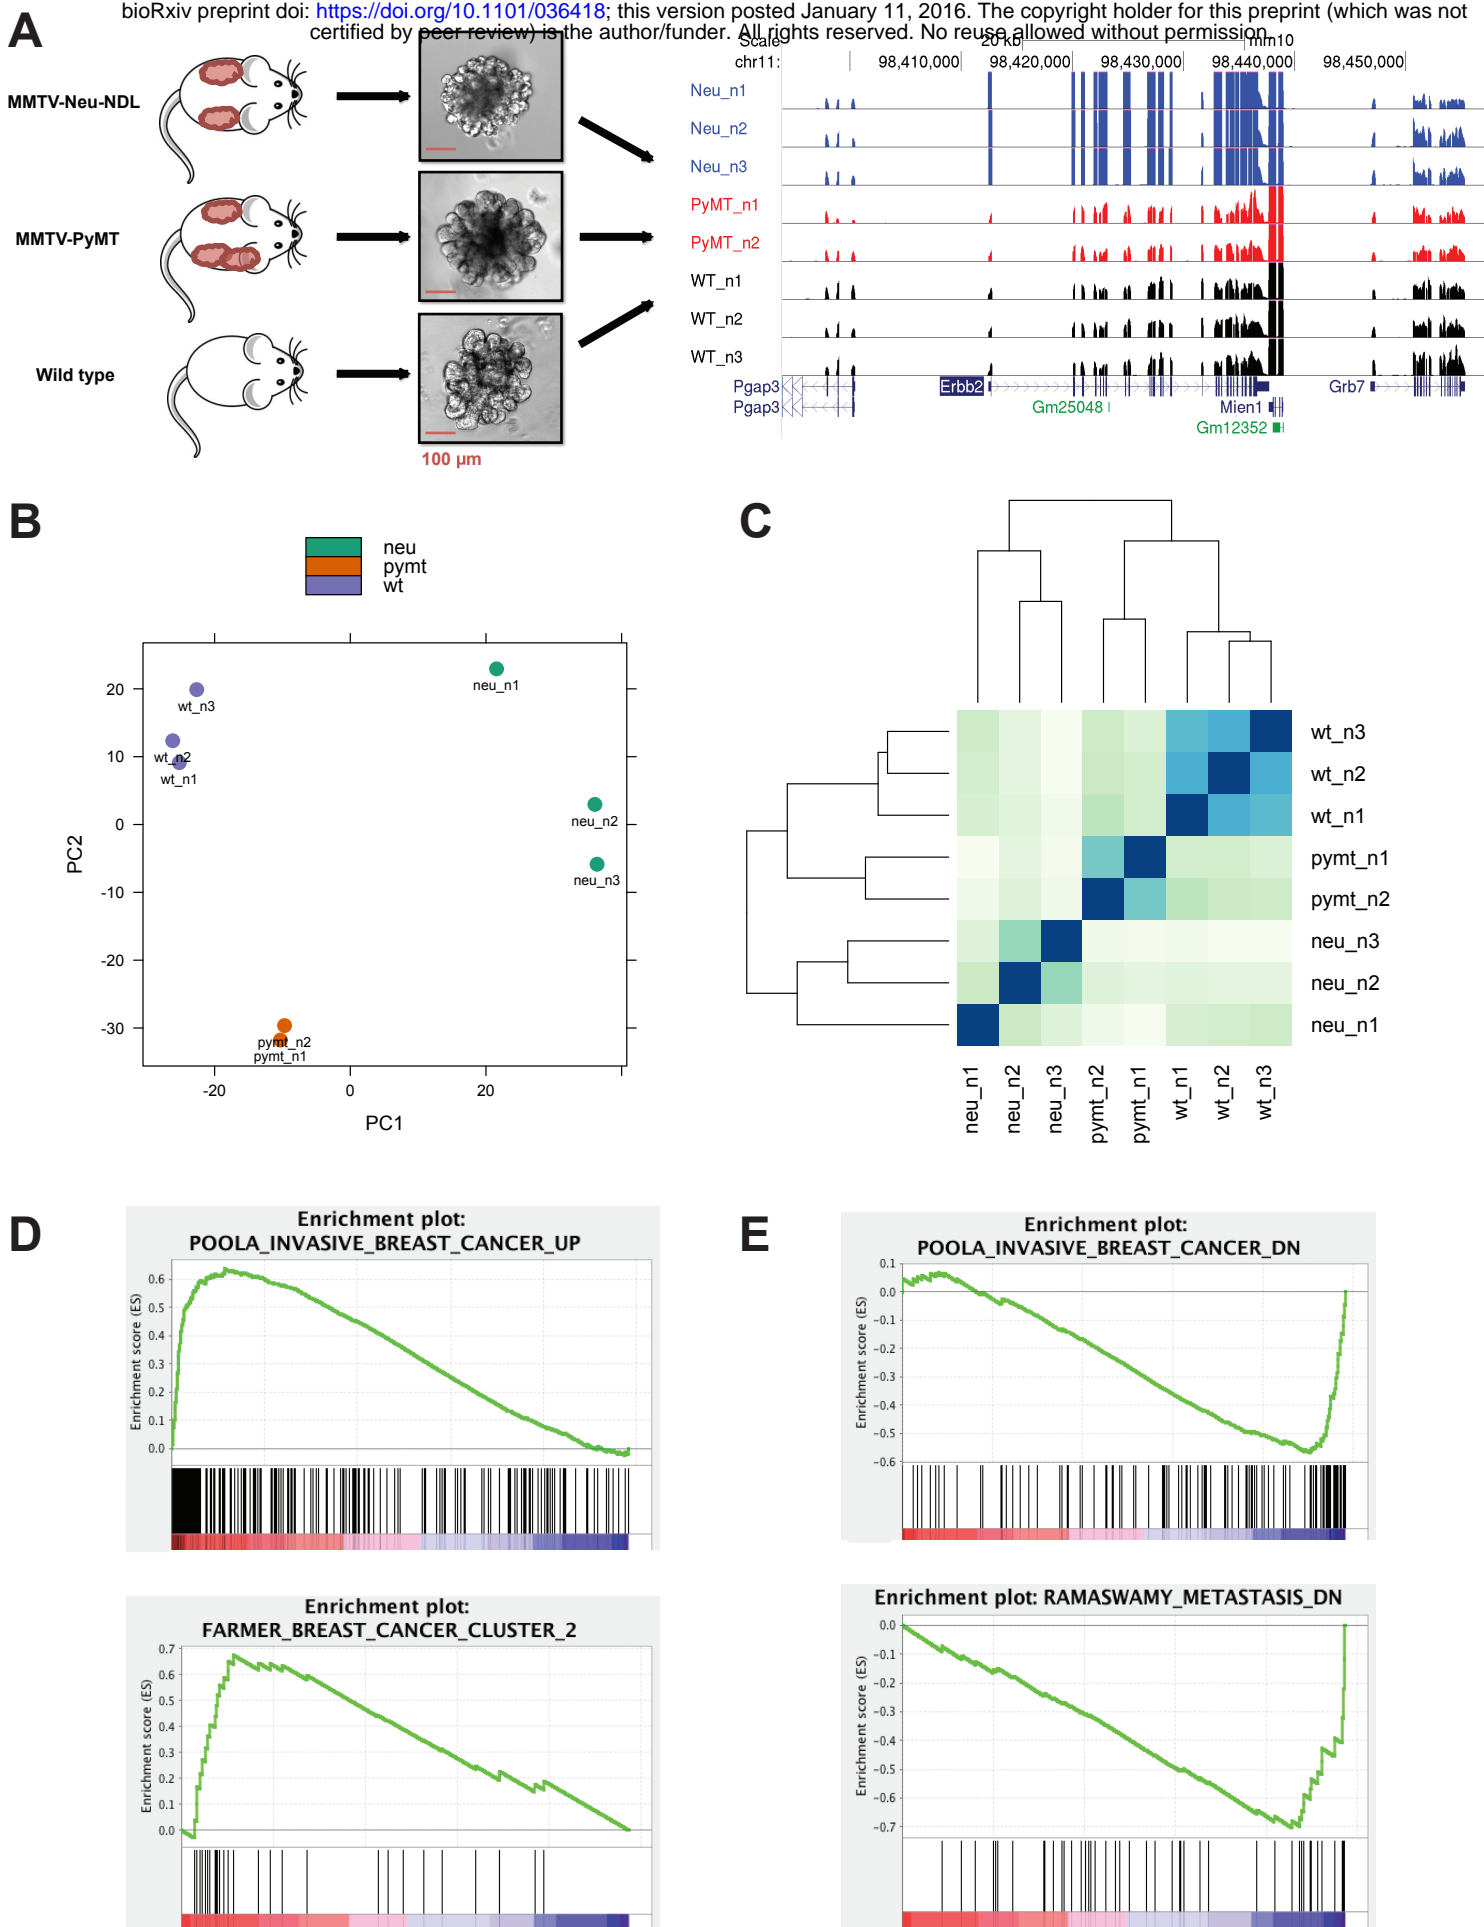 bioRxiv preprint doi: https://doi.org/10.1101/036418; this version posted January 11, 2016. The copyright holder for this preprint (which was not
certified by peer review) is the author/funder. All rights reserved. No reuse allowed without permission.
A
MMTV-Neu-NDL
MMTV-PyMT
Wild type
100 µm
Scale
20 kb
mm10
chr11:
98,410,000
98,420,000
98,430,000
98,440,000
98,450,000
Neu_n1
Neu_n2
Neu_n3
PyMT_n1
PyMT_n2
WT_n1
WT_n2
WT_n3
Pgap3
Erbb2
Grb7
Pgap3
Gm25048
Mien1
Gm12352
B
neu
pymt
wt
20
10
0
-10
-20
-30
PC2
wt_n3
wt_n2
wt_n1
neu_n1
neu_n2
neu_n3
pymt_n2
pymt_n1
-20
0
20
PC1
C
wt_n3
wt_n2
wt_n1
pymt_n1
pymt_n2
neu_n3
neu_n2
neu_n1
neu_n1
neu_n2
neu_n3
pymt_n2
pymt_n1
wt_n1
wt_n2
wt_n3
D
Enrichment plot:
POOLA_INVASIVE_BREAST_CANCER_UP
Enrichment score (ES)
0.6
0.5
0.4
0.3
0.2
0.1
0.0
Enrichment plot:
FARMER_BREAST_CANCER_CLUSTER_2
Enrichment score (ES)
0.7
0.6
0.5
0.4
0.3
0.2
0.1
0.0
E
Enrichment plot:
POOLA_INVASIVE_BREAST_CANCER_DN
Enrichment score (ES)
0.1
0.0
-0.1
-0.2
-0.3
-0.4
-0.5
-0.6
Enrichment plot: RAMASWAMY_METASTASIS_DN
Enrichment score (ES)
0.0
-0.1
-0.2
-0.3
-0.4
-0.5
-0.6
-0.7